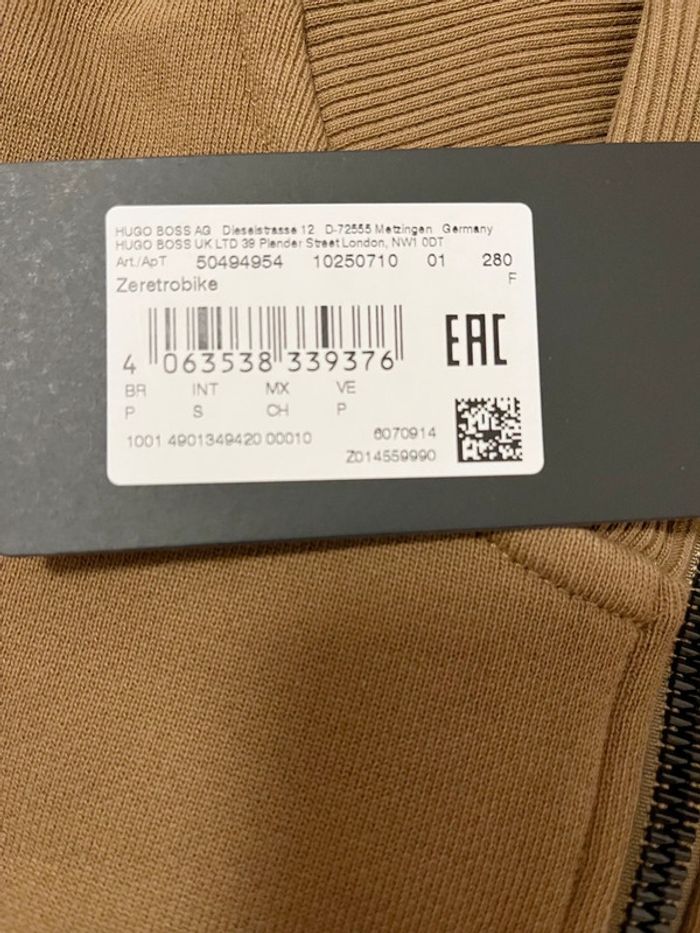 HUGO BOSS AG Dieselstrasse 12 D-72555 Metzingen Germany
HUGO BOSS UK LTD 39 Plender Street London, NW1 0DT
Art./ApT 50494954 10250710 01 280
F
Zeretrobike
4 063538 339376
EAC
BR INT MX VE
P S CH P
1001 4901349420 00010 6070914
Z014559990